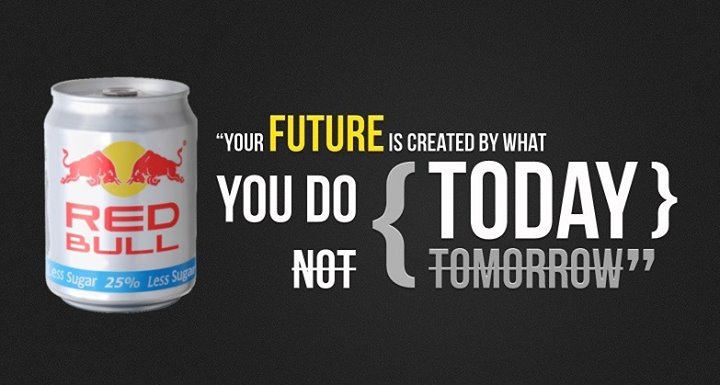 RED
BULL
Less Sugar 25% Less Sugar
“YOUR FUTURE IS CREATED BY WHAT
YOU DO { TODAY }
NOT TOMORROW”